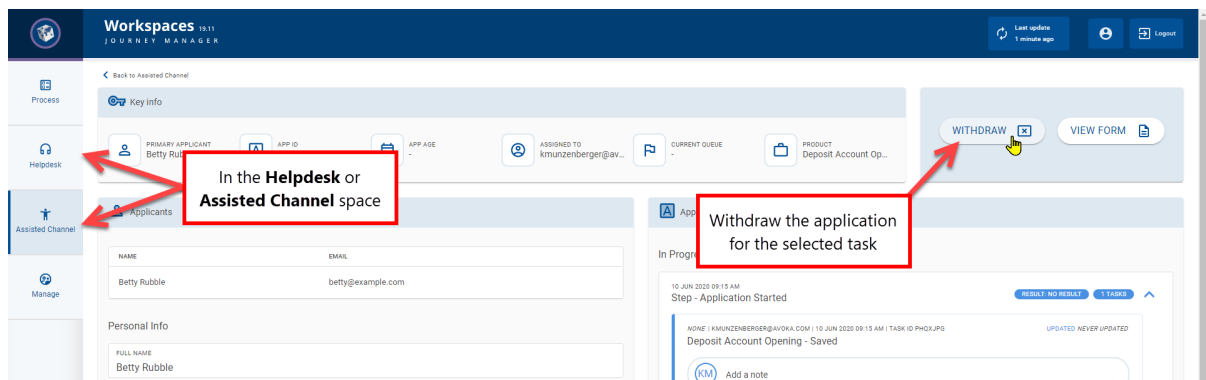 Workspaces 19.11
JOURNEY MANAGER
Last update
1 minute ago
Logout
Process
Helpdesk
Assisted Channel
Manage
Back to Assisted Channel
Key info
PRIMARY APPLICANT
Betty Rub
APP ID
APP AGE
-
ASSIGNED TO
kmunzenberger@av...
CURRENT QUEUE
-
PRODUCT
Deposit Account Op...
WITHDRAW
VIEW FORM
In the Helpdesk or
Assisted Channel space
Withdraw the application
for the selected task
Applicants
NAME
EMAIL
Betty Rubble
betty@example.com
Personal Info
FULL NAME
Betty Rubble
App
In Progre
10 JUN 2020 09:15 AM
Step - Application Started
RESULT: NO RESULT
1 TASKS
NONE | KMUNZENBERGER@AVOKA.COM | 10 JUN 2020 09:15 AM | TASK ID PHQXJPG
UPDATED NEVER UPDATED
Deposit Account Opening - Saved
KM
Add a note